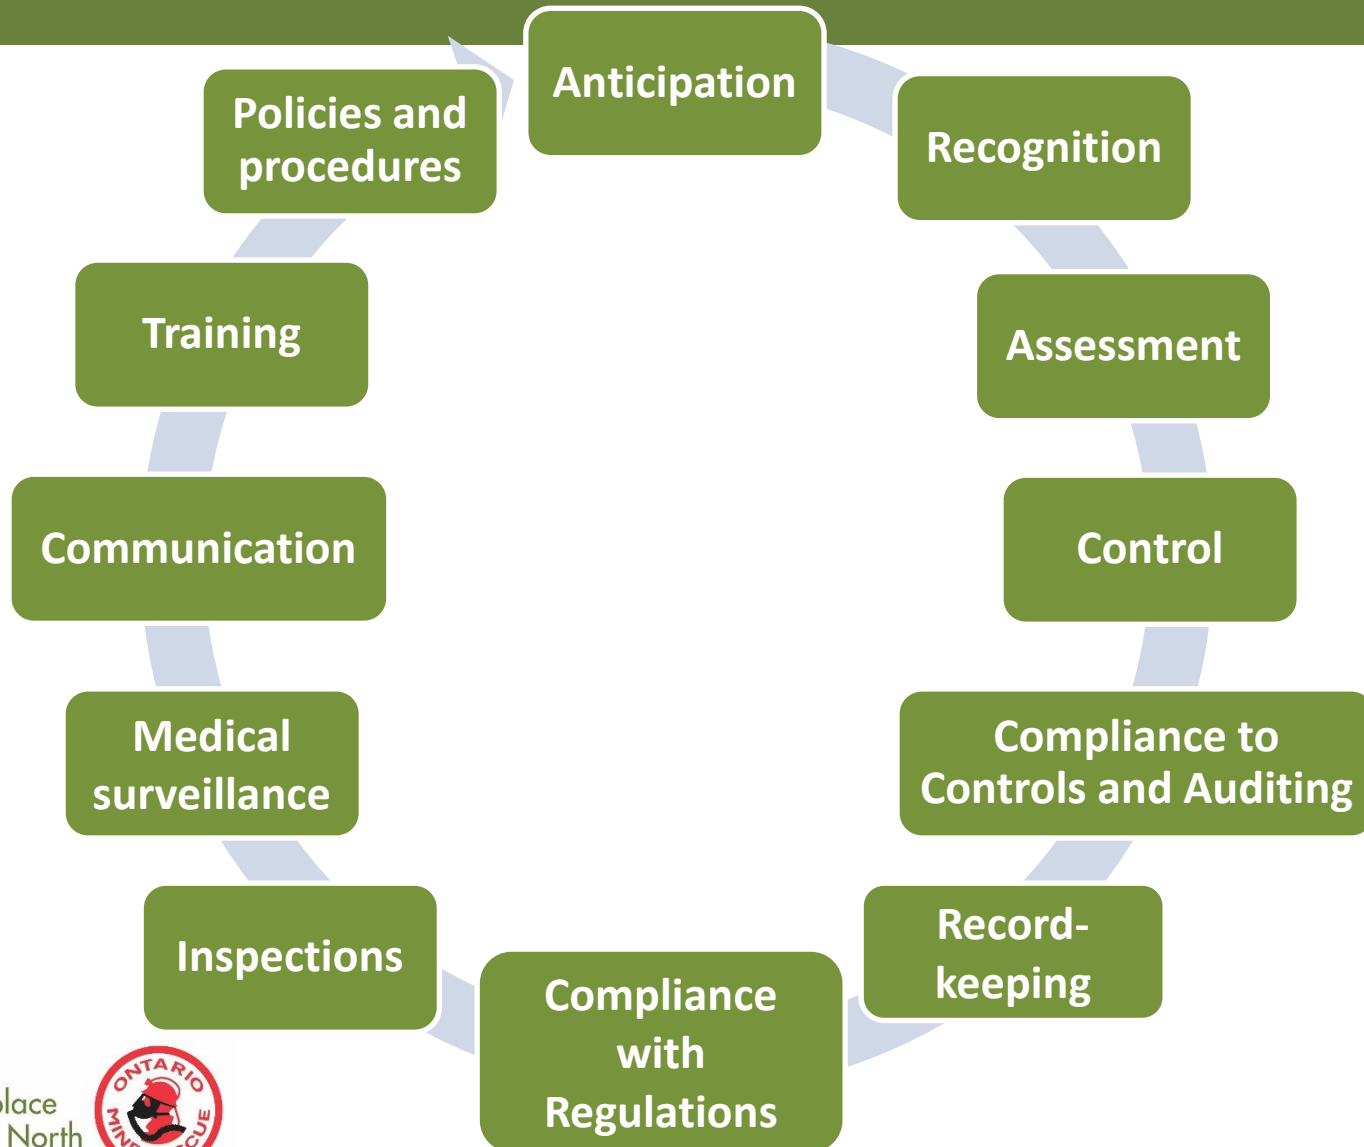 Anticipation
Recognition
Assessment
Control
Compliance to
Controls and Auditing
Record-
keeping
Compliance
with
Regulations
Inspections
Medical
surveillance
Communication
Training
Policies and
procedures
North
ONTARIO